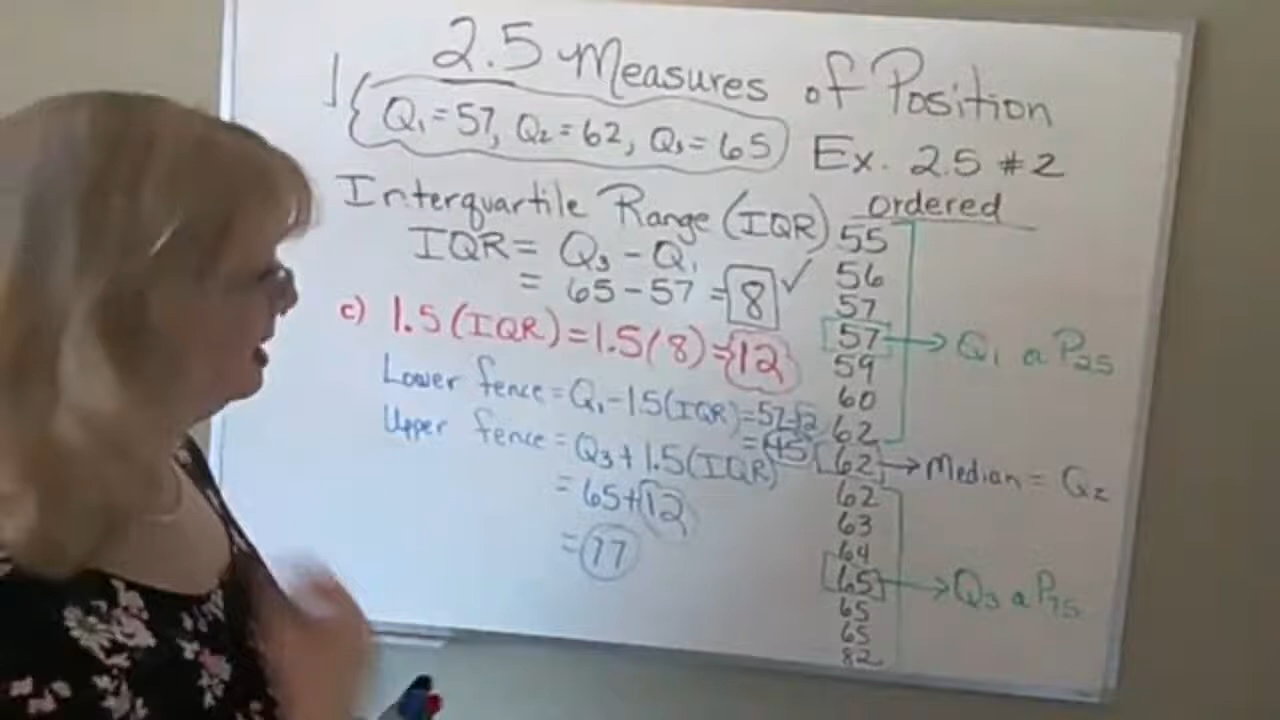 2.5 Measures of Position
Q₁=57, Q₂=62, Q₃=65
Ex. 2.5 #2
Interquartile Range (IQR)
IQR = Q₃ - Q₁
= 65-57 = 8 ✓
c) 1.5(IQR)=1.5(8)=12
Lower fence = Q₁-1.5(IQR)=57-12
= 45
Upper fence = Q₃+1.5(IQR)
= 65+12
= 77
ordered
55
56
57
57 → Q₁ a P₂₅
59
60
62
62 → Median = Q₂
62
63
64
65 → Q₃ a P₇₅
65
65
82